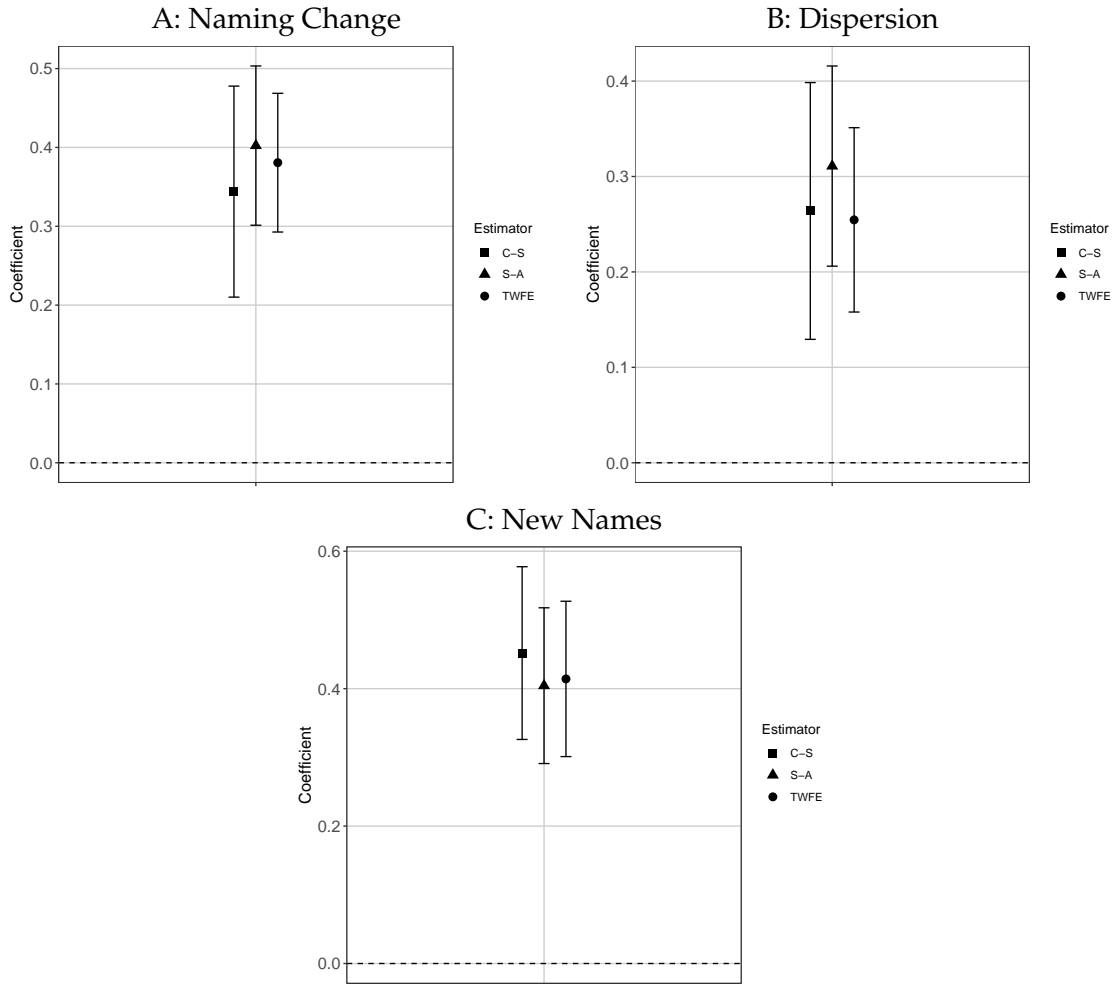 A: Naming Change
0.5
0.4
0.3
0.2
0.1
0.0
Coefficient
Estimator
C−S
S−A
TWFE
B: Dispersion
0.4
0.3
0.2
0.1
0.0
Coefficient
Estimator
C−S
S−A
TWFE
C: New Names
0.6
0.4
0.2
0.0
Coefficient
Estimator
C−S
S−A
TWFE